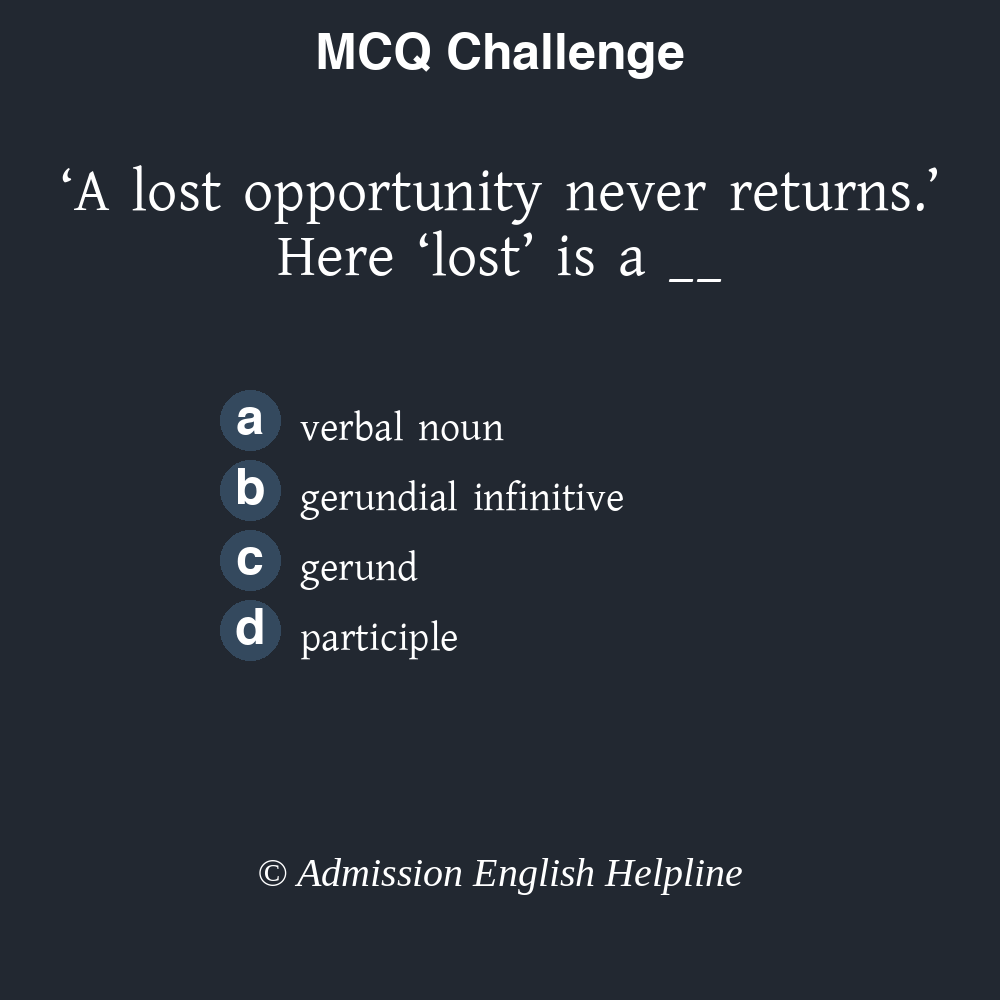 MCQ Challenge
‘A lost opportunity never returns.’
Here ‘lost’ is a __
a verbal noun
b gerundial infinitive
c gerund
d participle
© Admission English Helpline